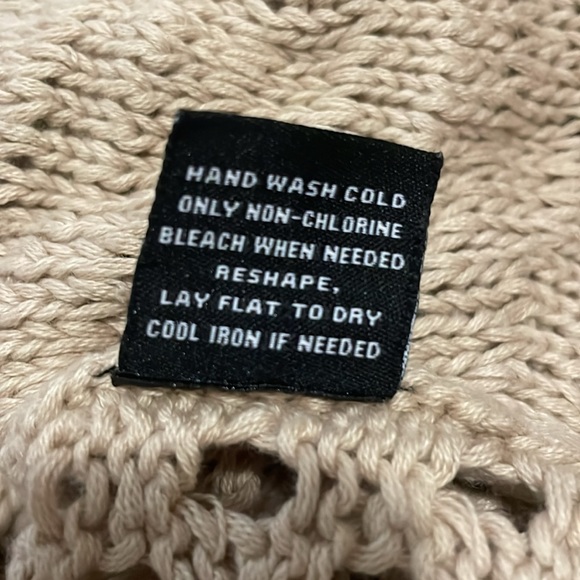 HAND WASH COLD
ONLY NON-CHLORINE
BLEACH WHEN NEEDED
RESHAPE,
LAY FLAT TO DRY
COOL IRON IF NEEDED